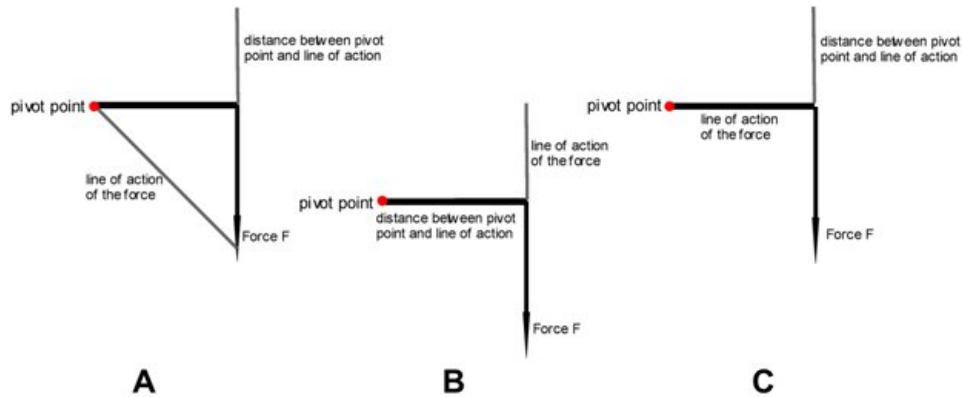 distance between pivot
point and line of action
pivot point
line of action
of the force
Force F
A
line of action
of the force
pivot point
distance between pivot
point and line of action
Force F
B
distance between pivot
point and line of action
pivot point
line of action
of the force
Force F
C